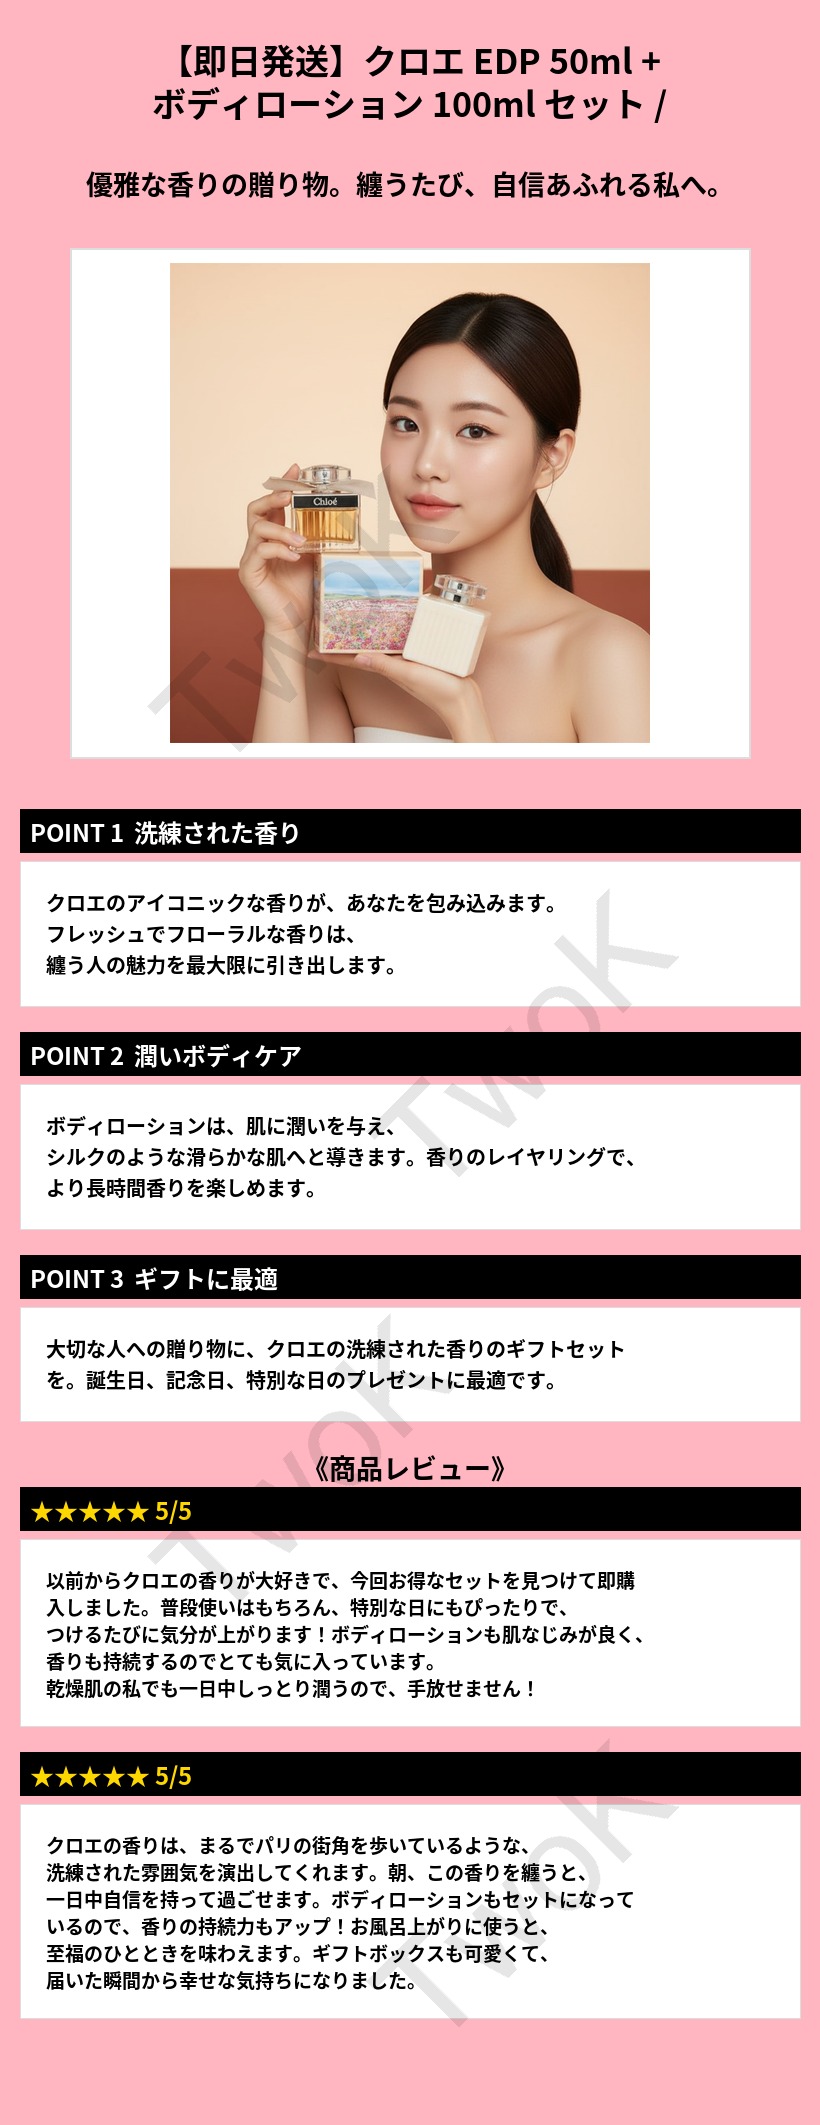 【即日発送】クロエ EDP 50ml +
ボディローション 100ml セット /
優雅な香りの贈り物。纏うたび、自信あふれる私へ。
Chloé
TwoK
POINT 1 洗練された香り
クロエのアイコニックな香りが、あなたを包み込みます。
フレッシュでフローラルな香りは、
纏う人の魅力を最大限に引き出します。
TwoK
POINT 2 潤いボディケア
ボディローションは、肌に潤いを与え、
シルクのような滑らかな肌へと導きます。香りのレイヤリングで、
より長時間香りを楽しめます。
POINT 3 ギフトに最適
大切な人への贈り物に、クロエの洗練された香りのギフトセット
を。誕生日、記念日、特別な日のプレゼントに最適です。
TwoK
《商品レビュー》
★★★★★ 5/5
以前からクロエの香りが大好きで、今回お得なセットを見つけて即購
入しました。普段使いはもちろん、特別な日にもぴったりで、
つけるたびに気分が上がります！ボディローションも肌なじみが良く、
香りも持続するのでとても気に入っています。
乾燥肌の私でも一日中しっとり潤うので、手放せません！
★★★★★ 5/5
クロエの香りは、まるでパリの街角を歩いているような、
洗練された雰囲気を演出してくれます。朝、この香りを纏うと、
一日中自信を持って過ごせます。ボディローションもセットになって
いるので、香りの持続力もアップ！お風呂上がりに使うと、
至福のひとときを味わえます。ギフトボックスも可愛くて、
届いた瞬間から幸せな気持ちになりました。
TwoK